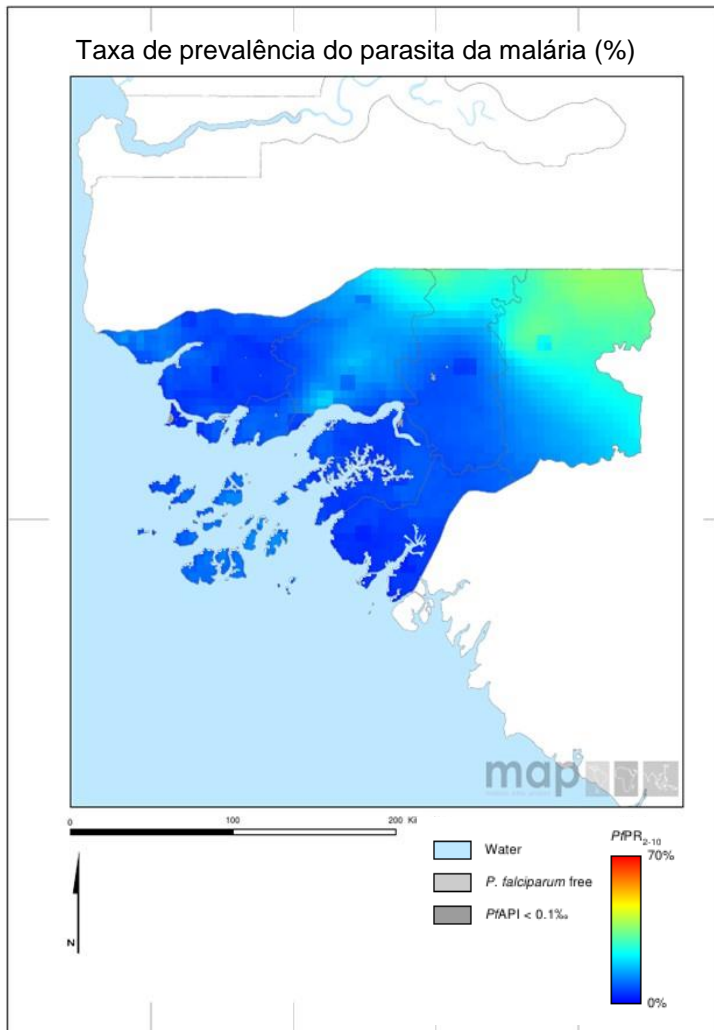 Taxa de prevalência do parasita da malária (%)
map
0 100 200 Ki
Water
P. falciparum free
PfAPI < 0.1‰
N
PfPR2-10
70%
0%